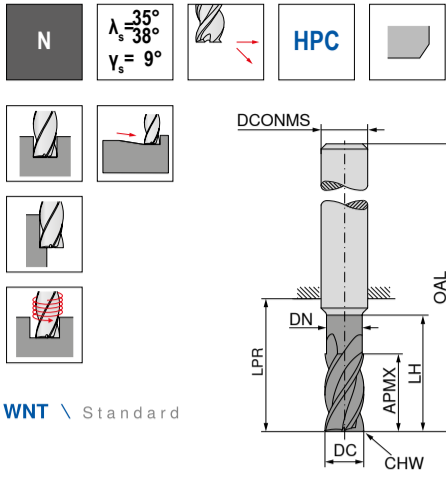 N
λs=35°
38°
γs= 9°
HPC
DCONMS
OAL
DN
LPR
LH
APMX
DC
CHW
WNT \ Standard